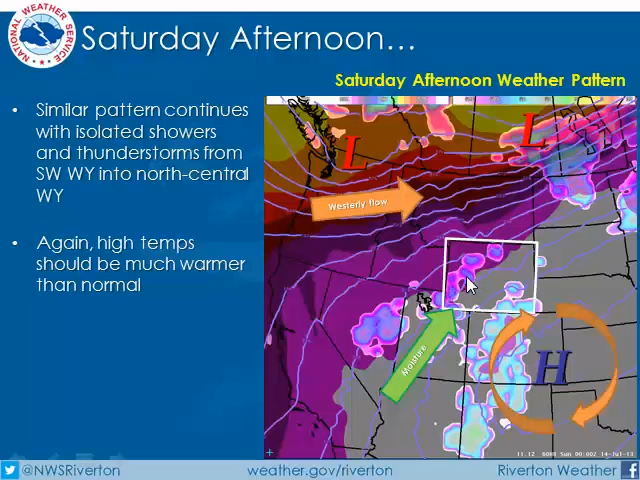 NATIONAL WEATHER SERVICE
Saturday Afternoon…
Saturday Afternoon Weather Pattern
• Similar pattern continues
with isolated showers
and thunderstorms from
SW WY into north-central
WY
• Again, high temps
should be much warmer
than normal
L
L
Westerly flow
Moisture
H
@NWSRiverton
weather.gov/riverton
Riverton Weather